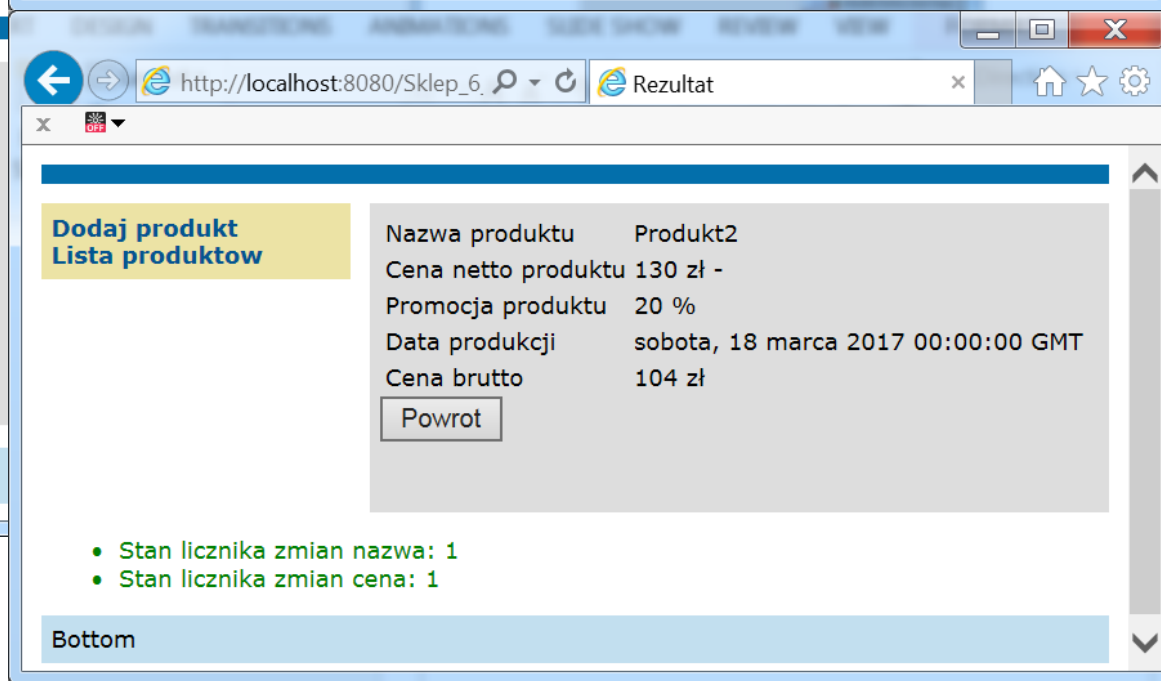 DESIGN TRANSITIONS ANIMATIONS SLIDE SHOW REVIEW VIEW
http://localhost:8080/Sklep_6_ Rezultat
x OFF
Dodaj produkt
Lista produktow
Nazwa produktu Produkt2
Cena netto produktu 130 zł -
Promocja produktu 20 %
Data produkcji sobota, 18 marca 2017 00:00:00 GMT
Cena brutto 104 zł
Powrot
• Stan licznika zmian nazwa: 1
• Stan licznika zmian cena: 1
Bottom